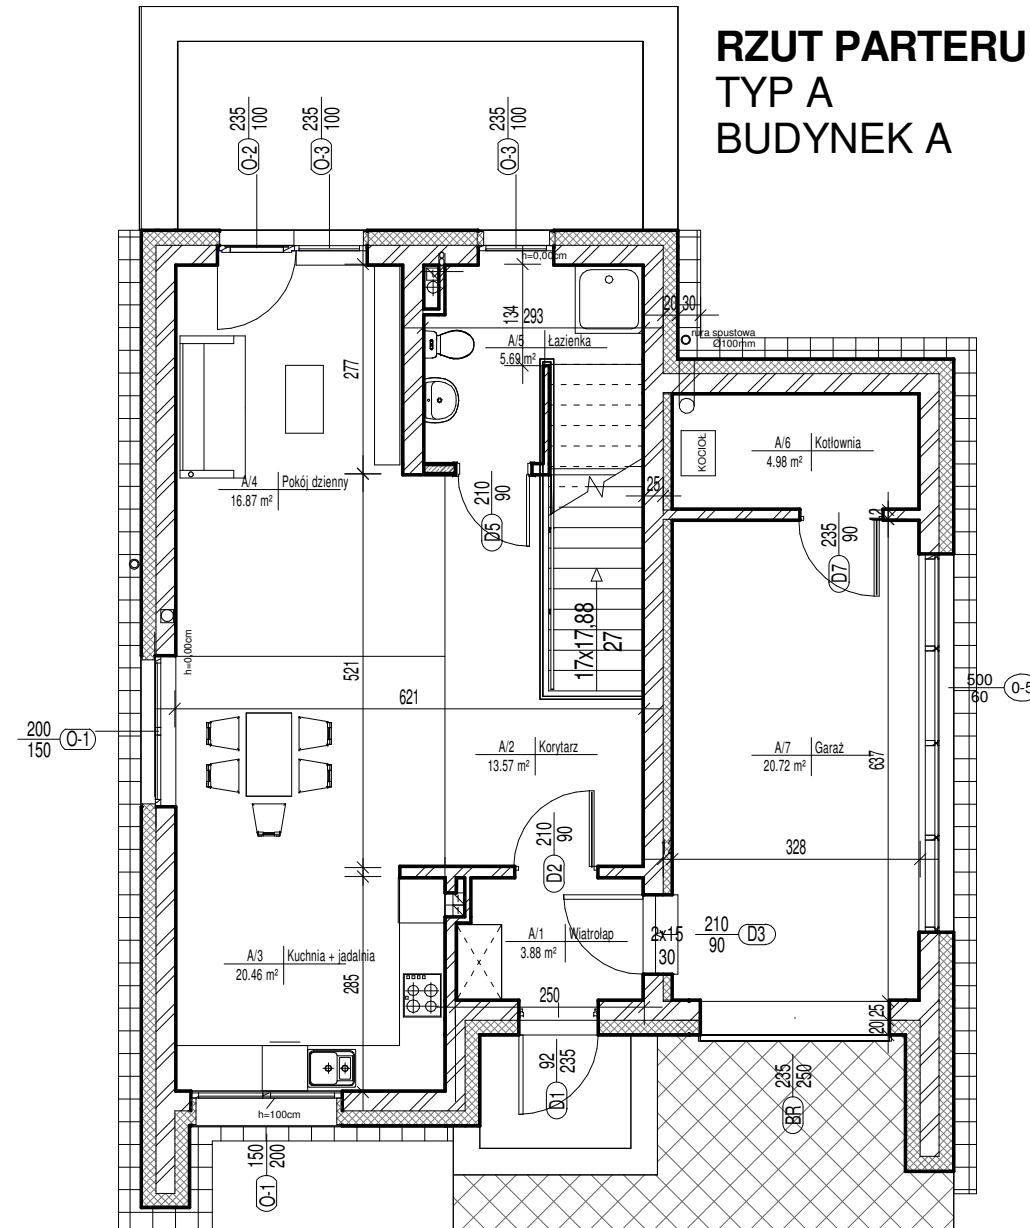 RZUT PARTERU
TYP A
BUDYNEK A
235
100
O-2
235
100
O-3
235
100
O-3
h=0,00cm
134
293
20
30
rura spustowa
Ø100mm
A/5 Łazienka
5.69 m²
277
KOCIOŁ
A/6 Kotłownia
4.98 m²
A/4 Pokój dzienny
16.87 m²
210
90
D5
25
12
235
90
D7
17x17,88
27
h=0,00cm
521
621
500
60
0-5
200
150
O-1
A/2 Korytarz
13.57 m²
A/7 Garaż
20.72 m²
637
210
90
D2
328
A/1 Wiatrołap
3.88 m²
2x15
30
210
90
D3
A/3 Kuchnia + jadalnia
20.46 m²
285
250
25
20
92
235
D1
235
250
BR
h=100cm
150
200
O-1